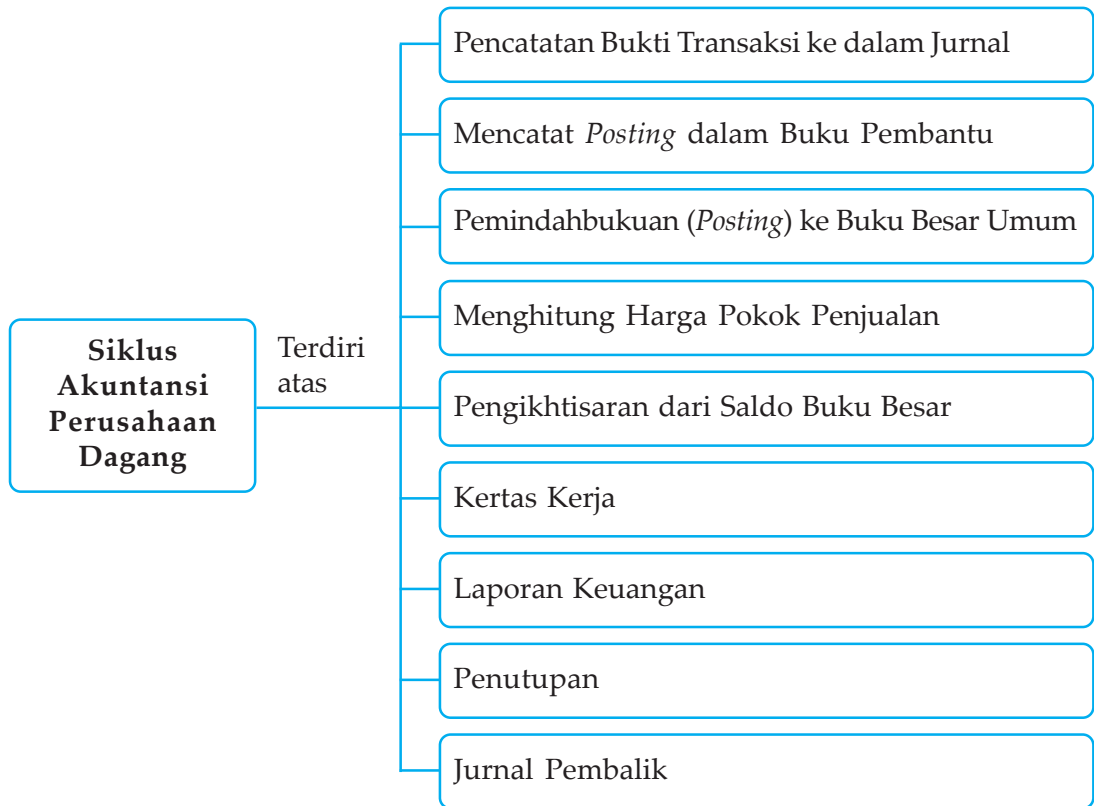 Pencatatan Bukti Transaksi ke dalam Jurnal
Mencatat Posting dalam Buku Pembantu
Pemindahbukuan (Posting) ke Buku Besar Umum
Menghitung Harga Pokok Penjualan
Siklus
Akuntansi
Perusahaan
Dagang
Terdiri
atas
Pengikhtisaran dari Saldo Buku Besar
Kertas Kerja
Laporan Keuangan
Penutupan
Jurnal Pembalik